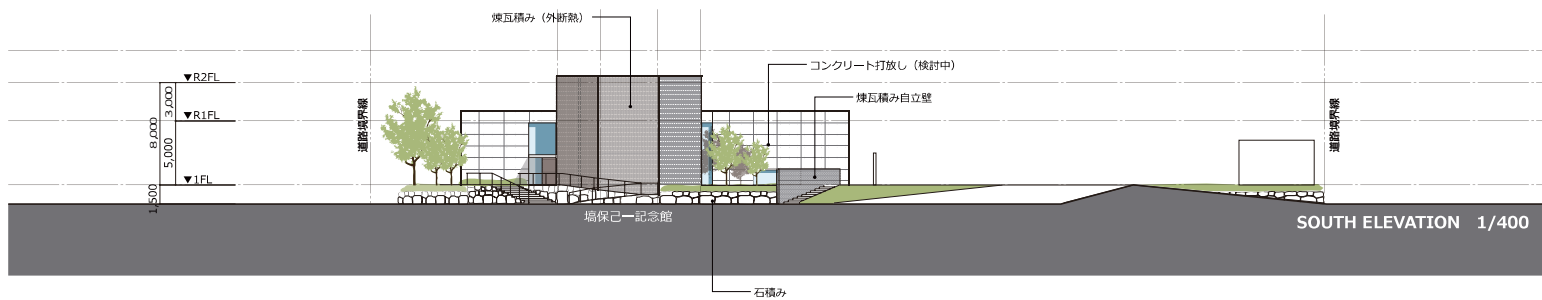 煉瓦積み（外断熱）
コンクリート打放し（検討中）
煉瓦積み自立壁
▼R2FL
3,000
▼R1FL
8,000
5,000
▼1FL
1,500
道路境界線
道路境界線
塙保己一記念館
SOUTH ELEVATION 1/400
石積み